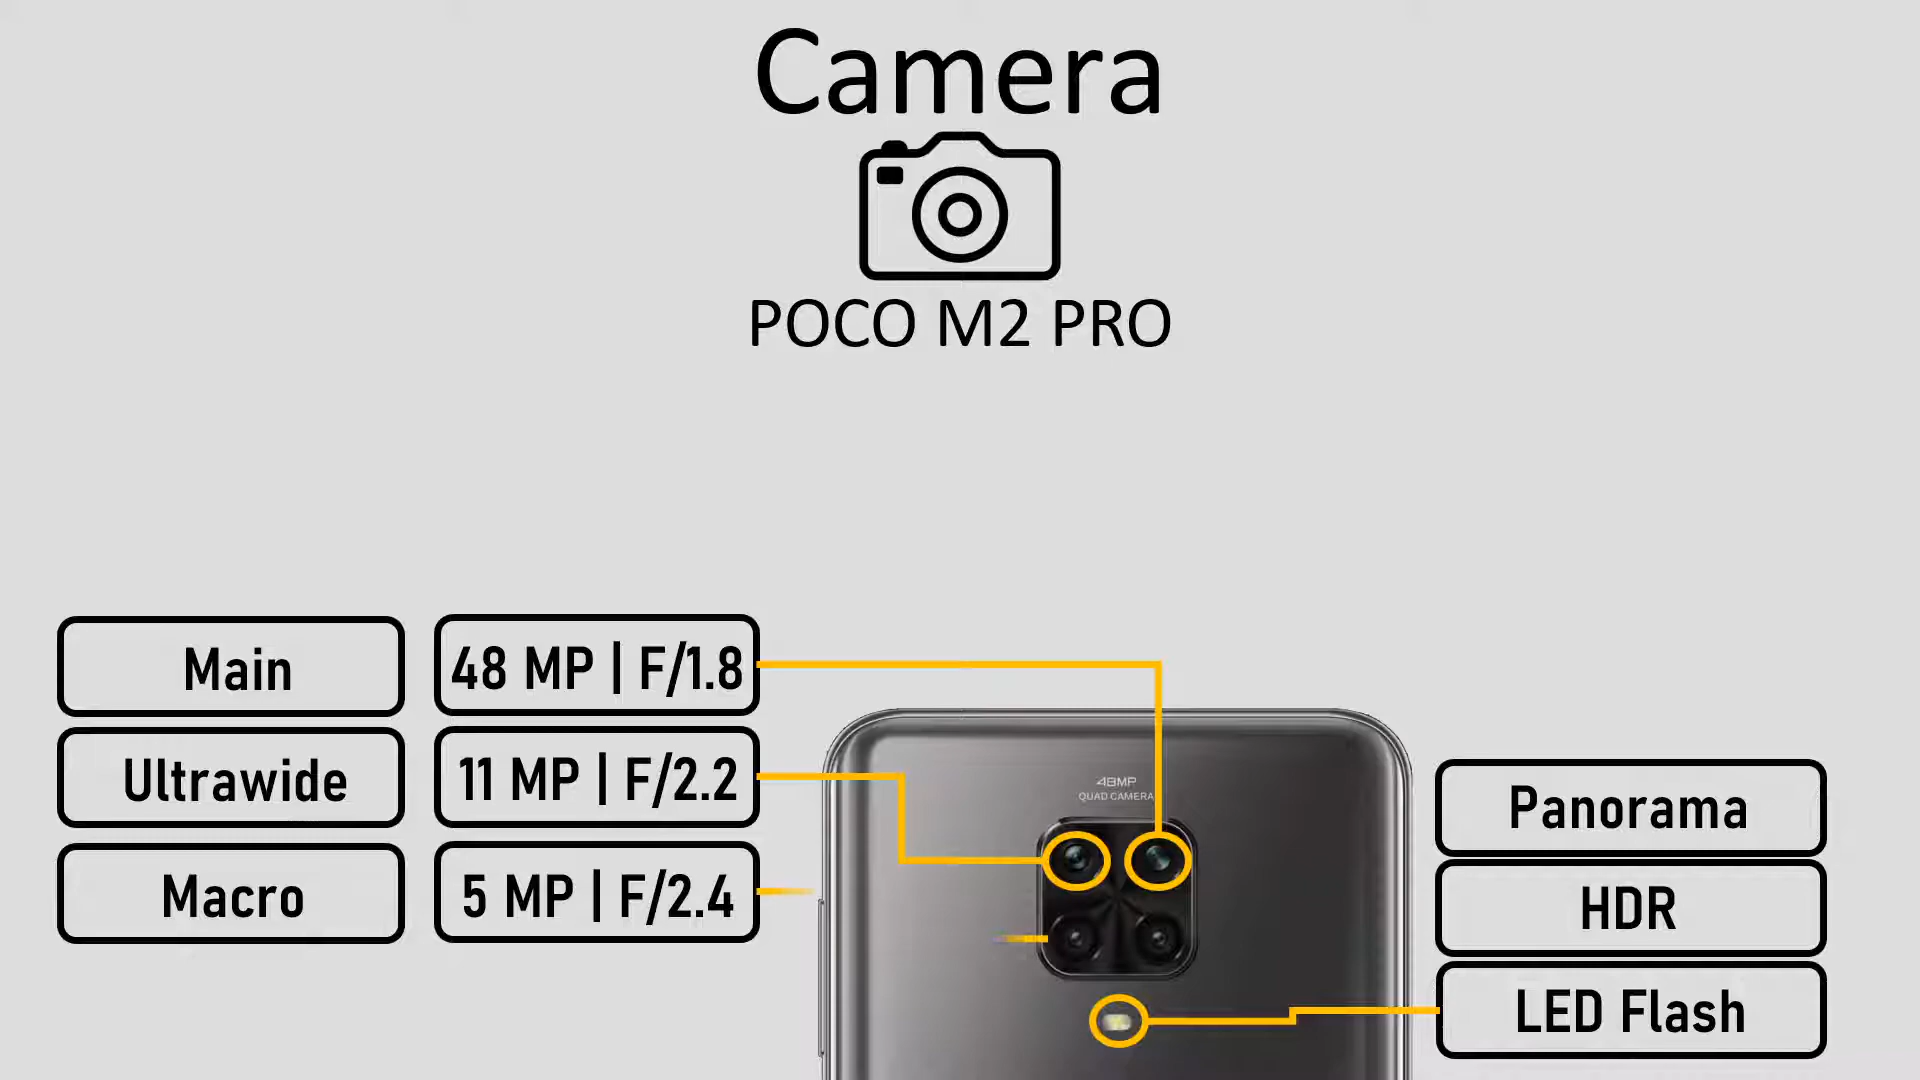 Camera
POCO M2 PRO
Main
48 MP | F/1.8
Ultrawide
11 MP | F/2.2
Macro
5 MP | F/2.4
48MP
QUAD CAMERA
Panorama
HDR
LED Flash